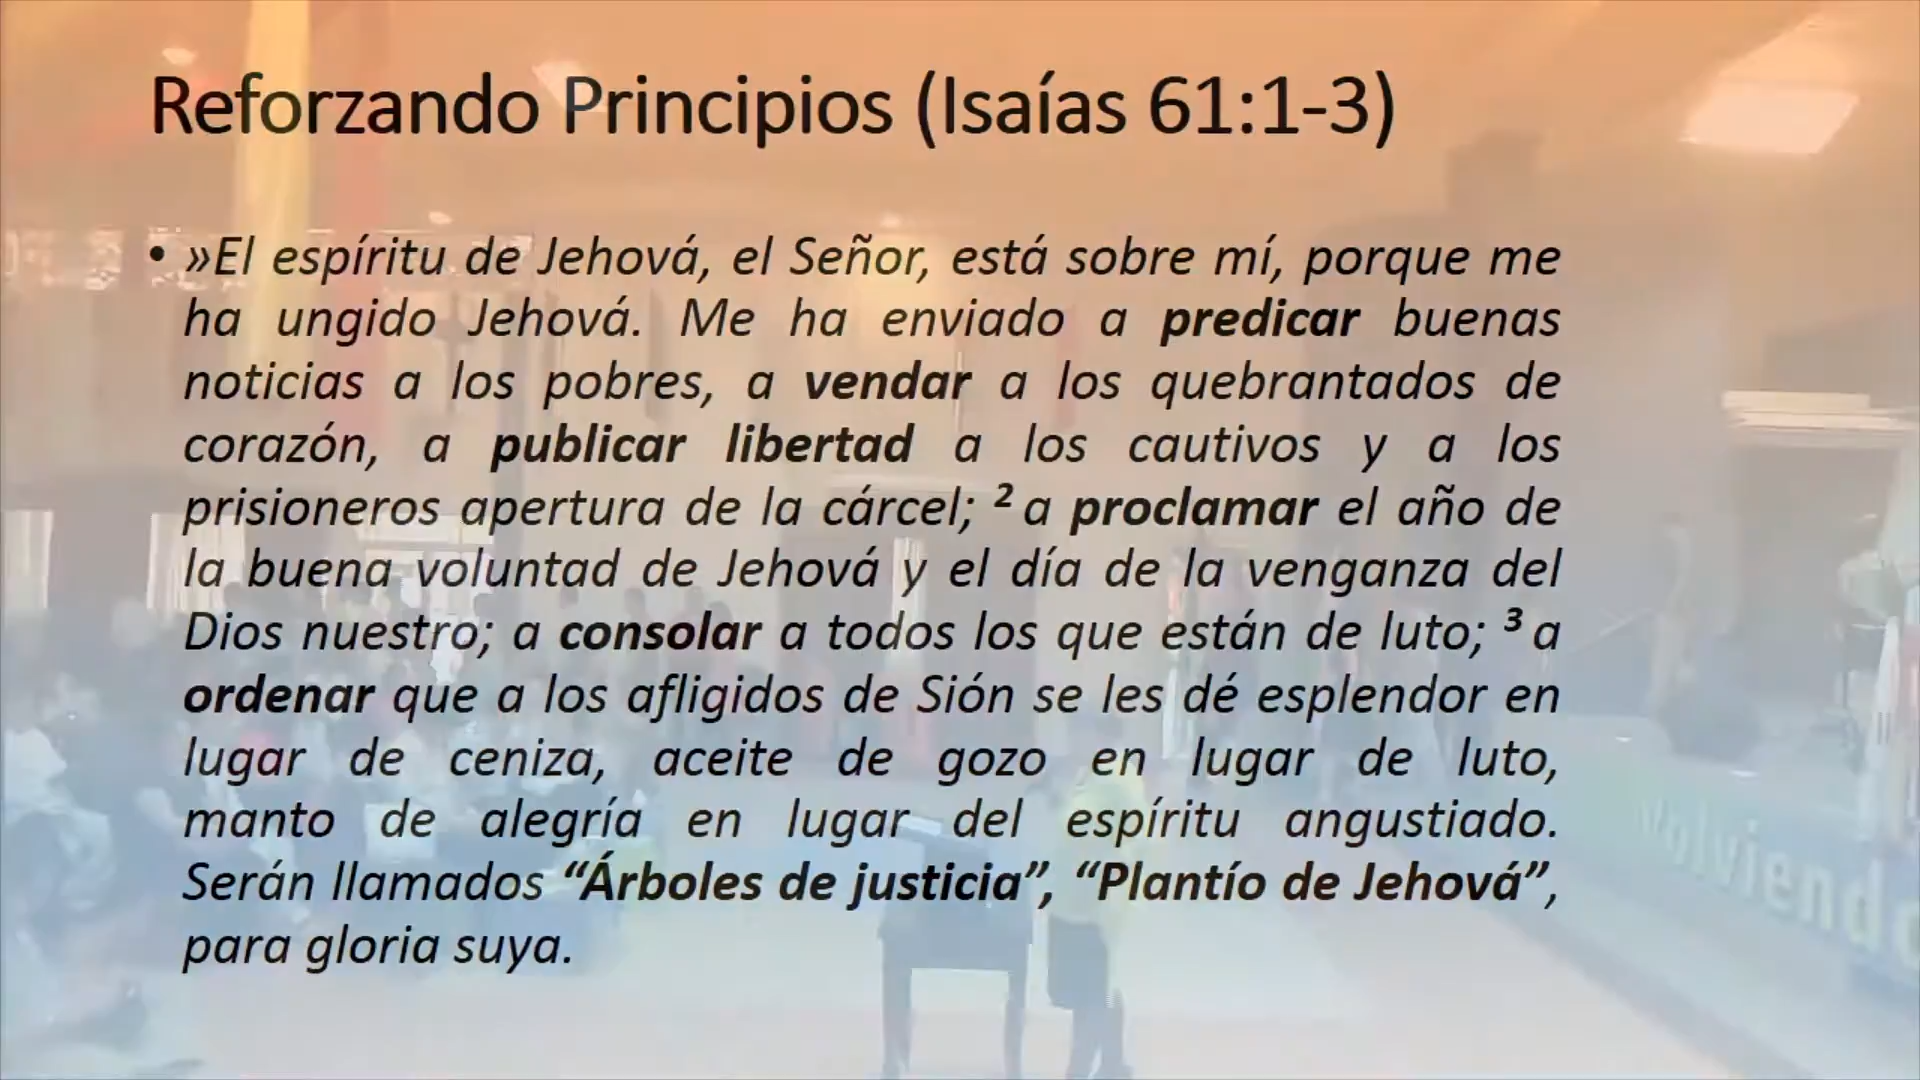 Reforzando Principios (Isaías 61:1-3)
• »El espíritu de Jehová, el Señor, está sobre mí, porque me
ha ungido Jehová. Me ha enviado a predicar buenas
noticias a los pobres, a vendar a los quebrantados de
corazón, a publicar libertad a los cautivos y a los
prisioneros apertura de la cárcel; ² a proclamar el año de
la buena voluntad de Jehová y el día de la venganza del
Dios nuestro; a consolar a todos los que están de luto; ³ a
ordenar que a los afligidos de Sión se les dé esplendor en
lugar de ceniza, aceite de gozo en lugar de luto,
manto de alegría en lugar del espíritu angustiado.
Serán llamados “Árboles de justicia”, “Plantío de Jehová”,
para gloria suya.
Volviendo